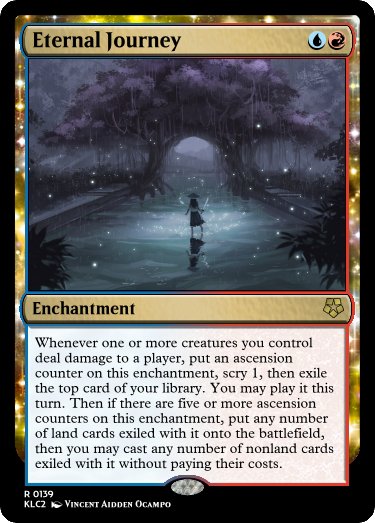 Eternal Journey
Enchantment
Whenever one or more creatures you control
deal damage to a player, put an ascension
counter on this enchantment, scry 1, then exile
the top card of your library. You may play it this
turn. Then if there are five or more ascension
counters on this enchantment, put any number
of land cards exiled with it onto the battlefield,
then you may cast any number of nonland cards
exiled with it without paying their costs.
R 0139
KLC2 Vincent Aidden Ocampo